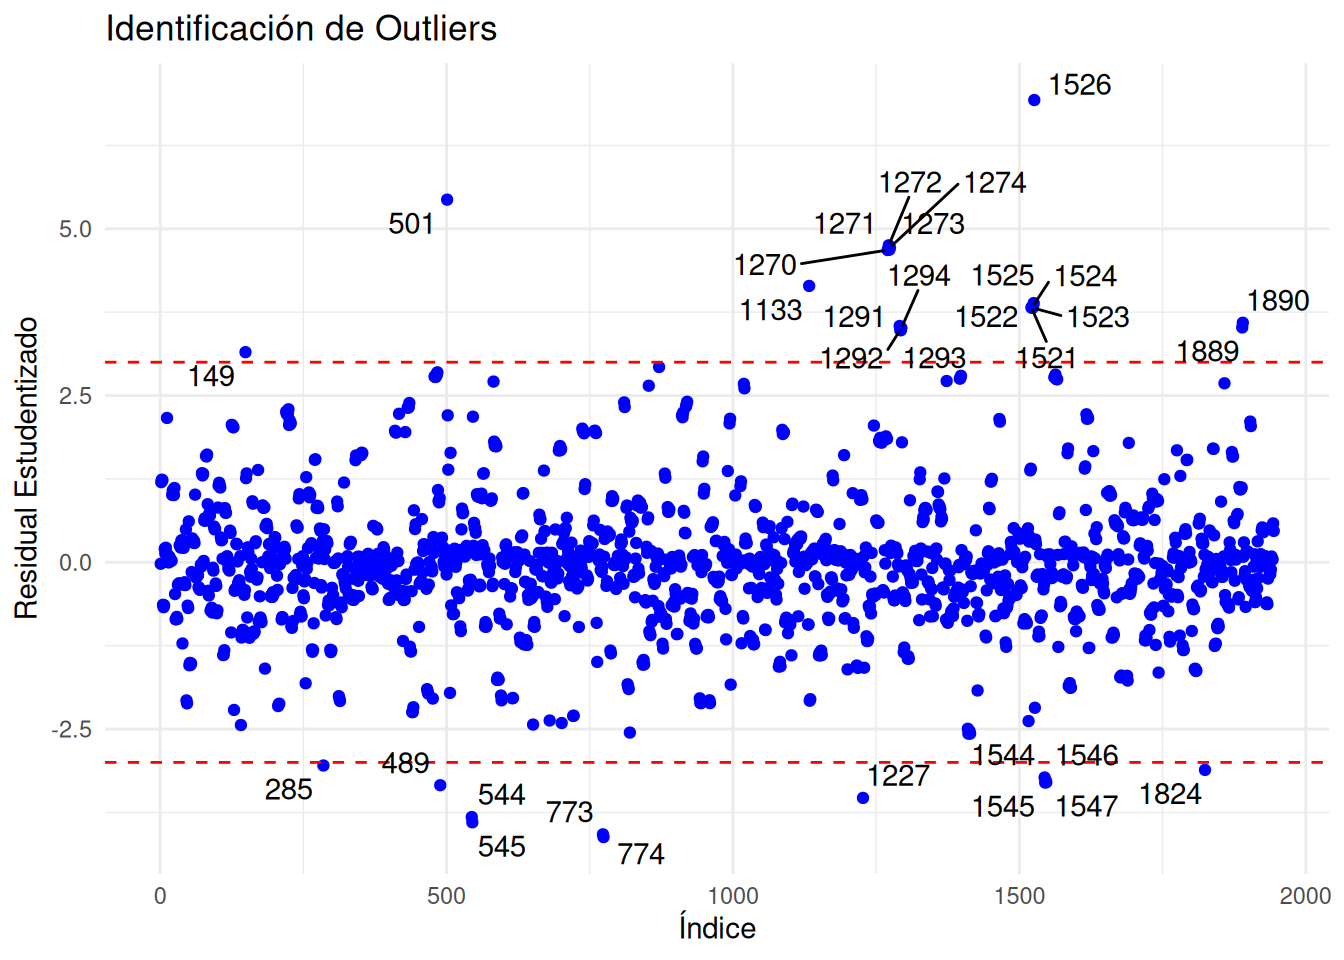 Identificación de Outliers
1526
1272 1274
501 1271 1273
5.0
1270 1294 1525 1524
1133 1291 1522 1523 1890
149 1292 1293 1521 1889
2.5
Residual Estudentizado
0.0
-2.5
285 489 1227 1544 1546
544 773 1545 1547 1824
545 774
0 500 1000 1500 2000
Índice